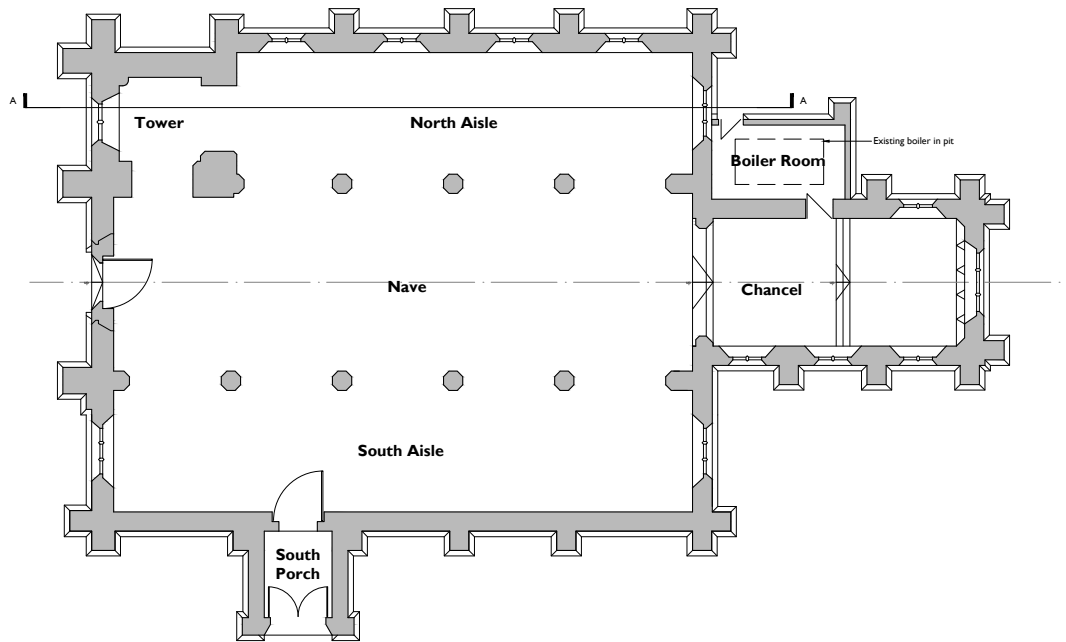 A
A
Tower
North Aisle
Existing boiler in pit
Boiler Room
Nave
Chancel
South Aisle
South
Porch